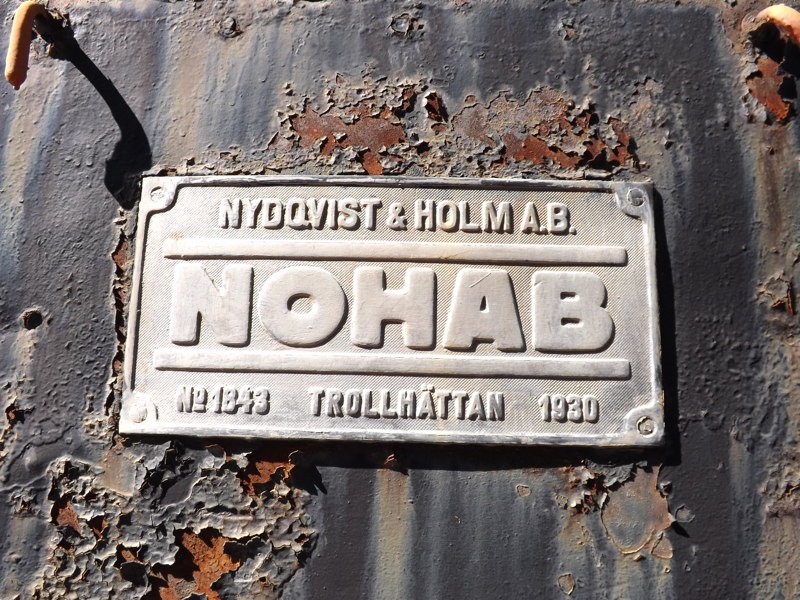 NYDQVIST & HOLM A.B.
NOHAB
No 1843 TROLLHÄTTAN 1930